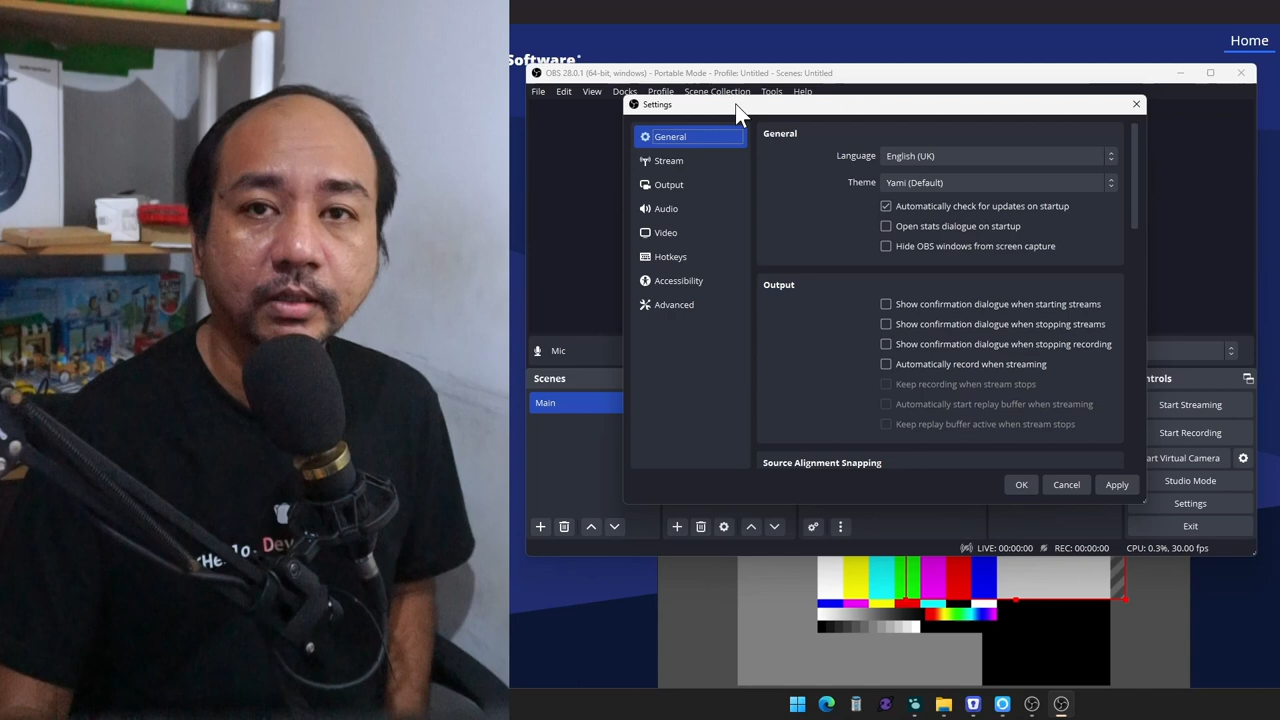 Home
Software
OBS 28.0.1 (64-bit, windows) - Portable Mode - Profile: Untitled - Scenes: Untitled
File Edit View Docks Profile Scene Collection Tools Help
Settings
General
Stream
Output
Audio
Video
Hotkeys
Accessibility
Advanced
General
Language English (UK)
Theme Yami (Default)
Automatically check for updates on startup
Open stats dialogue on startup
Hide OBS windows from screen capture
Output
Show confirmation dialogue when starting streams
Show confirmation dialogue when stopping streams
Show confirmation dialogue when stopping recording
Automatically record when streaming
Keep recording when stream stops
Automatically start replay buffer when streaming
Keep replay buffer active when stream stops
Source Alignment Snapping
OK Cancel Apply
Mic
Scenes
Main
ntrols
Start Streaming
Start Recording
art Virtual Camera
Studio Mode
Settings
Exit
LIVE: 00:00:00 REC: 00:00:00 CPU: 0.3%, 30.00 fps